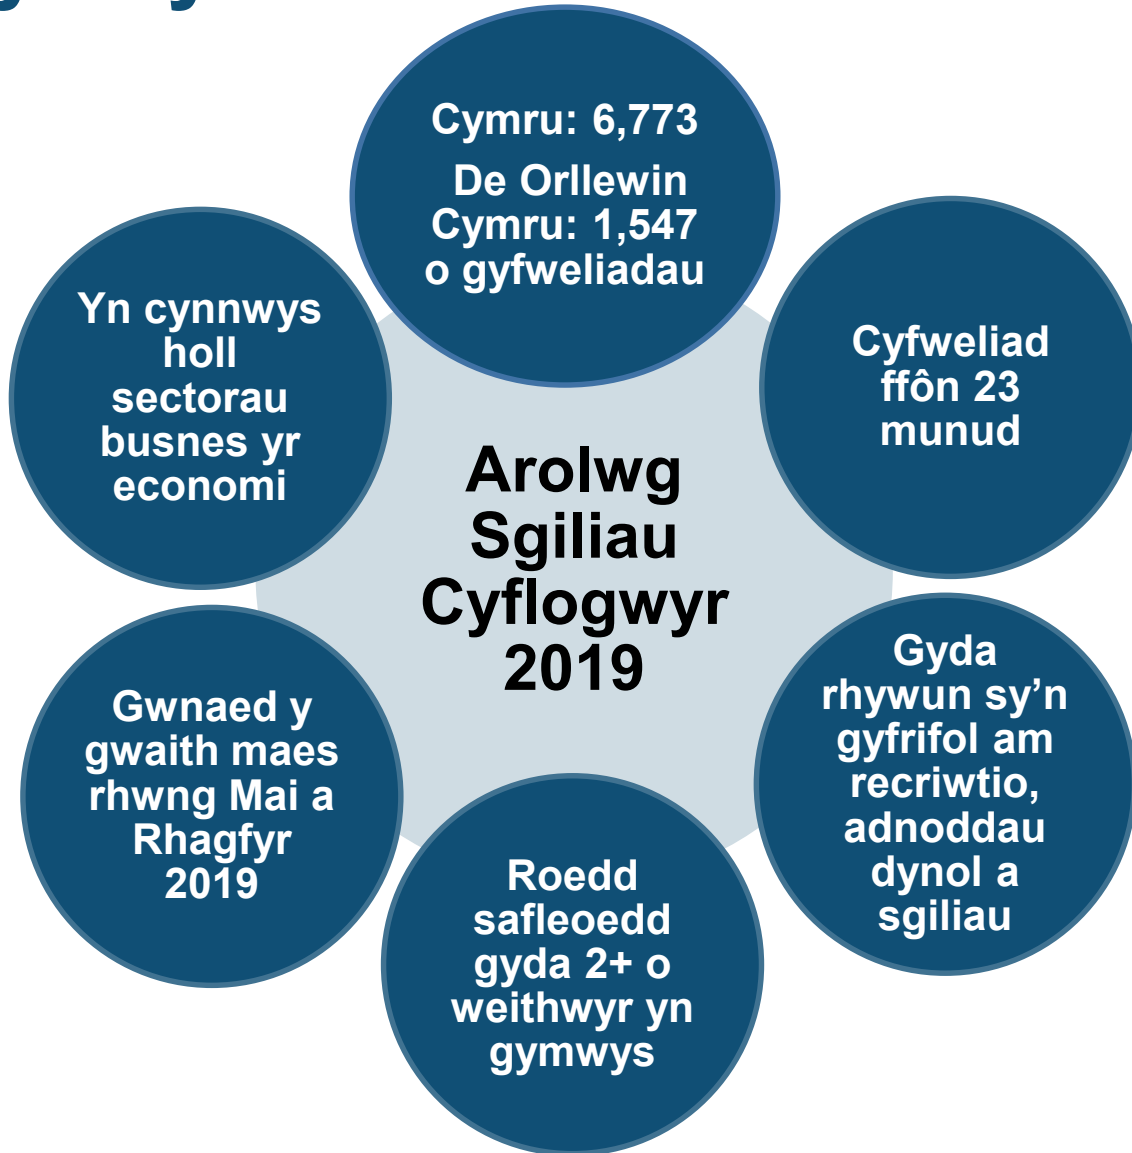 Cymru: 6,773
De Orllewin
Cymru: 1,547
o gyfweliadau
Cyfweliad
ffôn 23
munud
Gyda
rhywun sy’n
gyfrifol am
recriwtio,
adnoddau
dynol a
sgiliau
Roedd
safleoedd
gyda 2+ o
weithwyr yn
gymwys
Gwnaed y
gwaith maes
rhwng Mai a
Rhagfyr
2019
Yn cynnwys
holl
sectorau
busnes yr
economi
Arolwg
Sgiliau
Cyflogwyr
2019